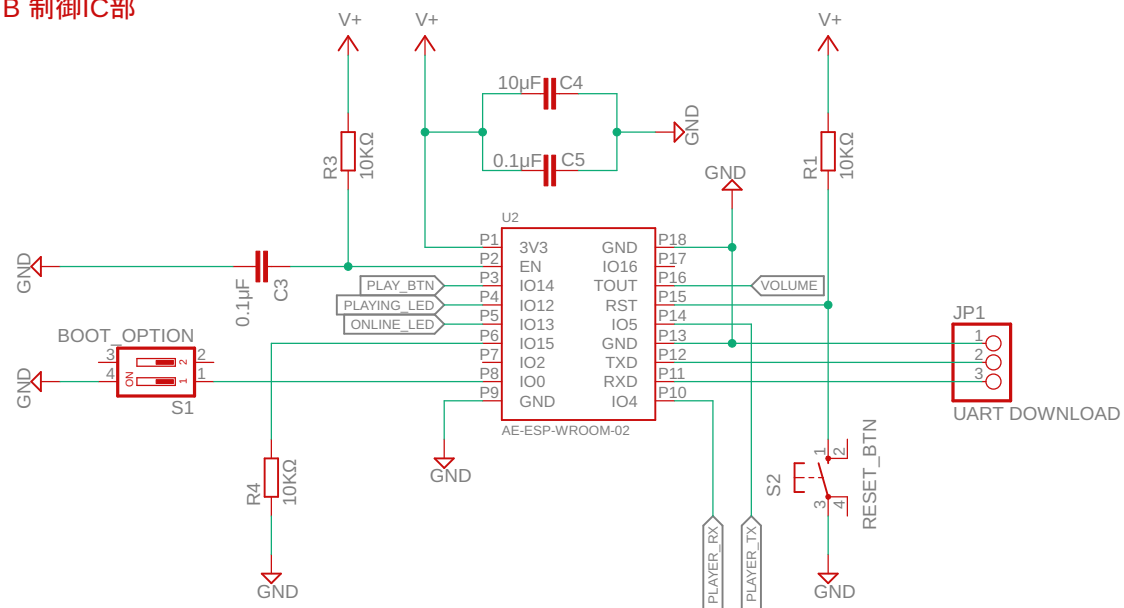 B 制御IC部
V+
V+
V+
10µF
C4
GND
0.1µF
C5
R3
10KΩ
R1
10KΩ
GND
U2
P1
3V3
GND
P18
P2
EN
IO16
P17
P3
IO14
TOUT
P16
P4
IO12
RST
P15
P5
IO13
IO5
P14
P6
IO15
GND
P13
P7
IO2
TXD
P12
P8
IO0
RXD
P11
P9
GND
IO4
P10
AE-ESP-WROOM-02
GND
0.1µF
C3
PLAY_BTN
PLAYING_LED
ONLINE_LED
VOLUME
BOOT_OPTION
3
2
2
GND
4
ON
1
1
S1
JP1
1
2
3
UART DOWNLOAD
GND
R4
10KΩ
GND
PLAYER_RX
PLAYER_TX
S2
1
2
3
4
RESET_BTN
GND